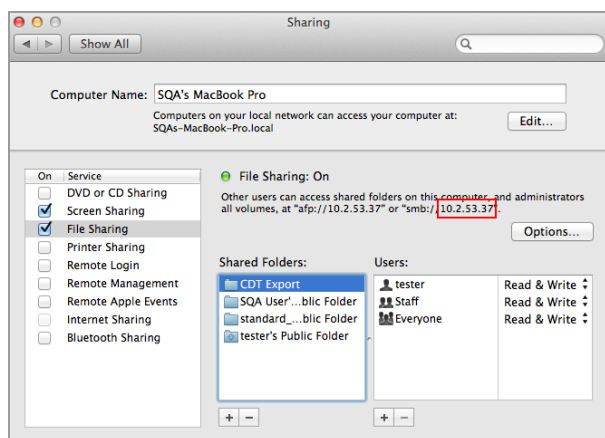 Sharing
Show All
Computer Name: SQA's MacBook Pro
Computers on your local network can access your computer at:
SQAs-MacBook-Pro.local
Edit...
On Service
DVD or CD Sharing
Screen Sharing
File Sharing
Printer Sharing
Remote Login
Remote Management
Remote Apple Events
Internet Sharing
Bluetooth Sharing
File Sharing: On
Other users can access shared folders on this computer, and administrators
all volumes, at "afp://10.2.53.37" or "smb://10.2.53.37".
Options...
Shared Folders:
CDT Export
SQA User'...blic Folder
standard_...blic Folder
tester's Public Folder
Users:
tester Read & Write
Staff Read & Write
Everyone Read & Write
+ −
+ −